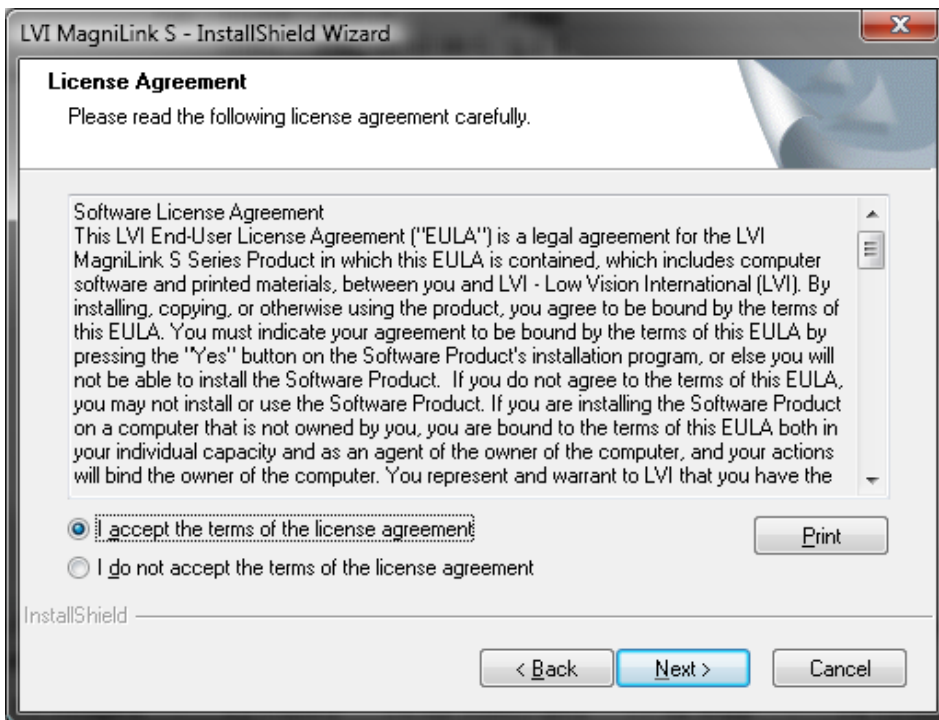 LVI MagniLink S - InstallShield Wizard
License Agreement
Please read the following license agreement carefully.
Software License Agreement
This LVI End-User License Agreement ("EULA") is a legal agreement for the LVI
MagniLink S Series Product in which this EULA is contained, which includes computer
software and printed materials, between you and LVI - Low Vision International (LVI). By
installing, copying, or otherwise using the product, you agree to be bound by the terms of
this EULA. You must indicate your agreement to be bound by the terms of this EULA by
pressing the "Yes" button on the Software Product's installation program, or else you will
not be able to install the Software Product.  If you do not agree to the terms of this EULA,
you may not install or use the Software Product. If you are installing the Software Product
on a computer that is not owned by you, you are bound to the terms of this EULA both in
your individual capacity and as an agent of the owner of the computer, and your actions
will bind the owner of the computer. You represent and warrant to LVI that you have the
I accept the terms of the license agreement
Print
I do not accept the terms of the license agreement
InstallShield
< Back
Next >
Cancel